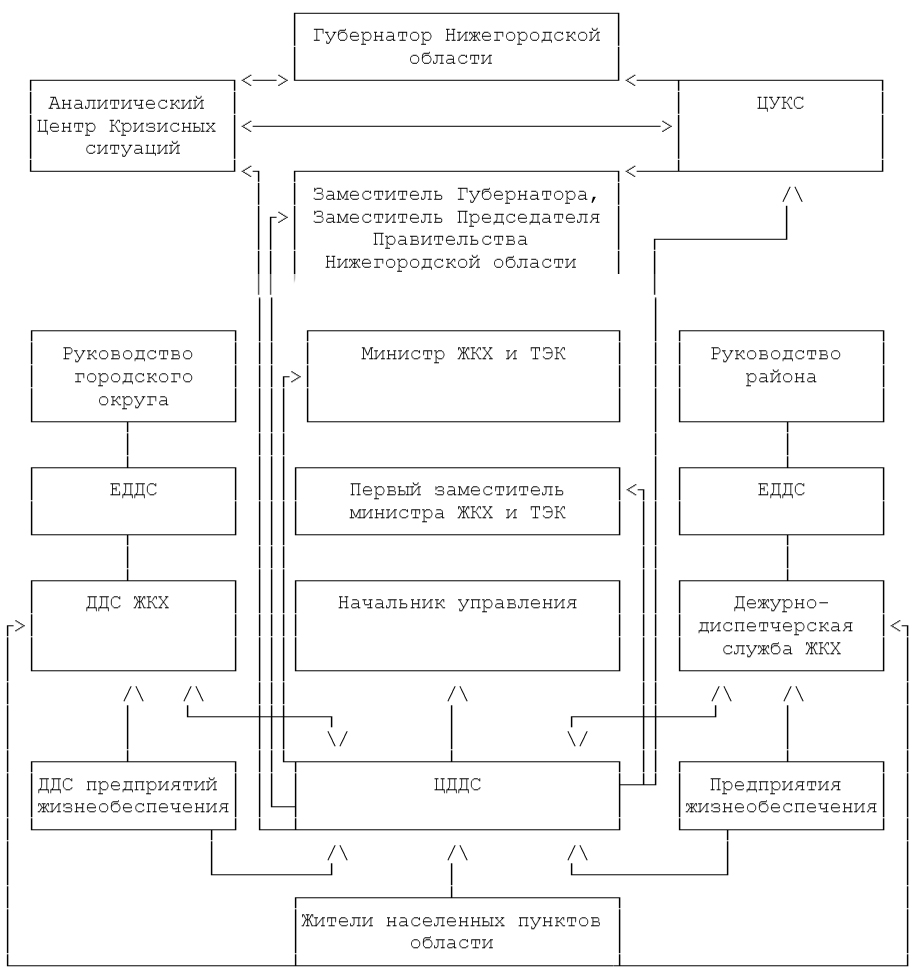 Губернатор Нижегородской
области
Аналитический
Центр Кризисных
ситуаций
ЦУКС
Заместитель Губернатора,
Заместитель Председателя
Правительства
Нижегородской области
Руководство
городского
округа
Министр ЖКХ и ТЭК
Руководство
района
ЕДДС
Первый заместитель
министра ЖКХ и ТЭК
ЕДДС
ДДС ЖКХ
Начальник управления
Дежурно-
диспетчерская
служба ЖКХ
ДДС предприятий
жизнеобеспечения
ЦДДС
Предприятия
жизнеобеспечения
Жители населенных пунктов
области